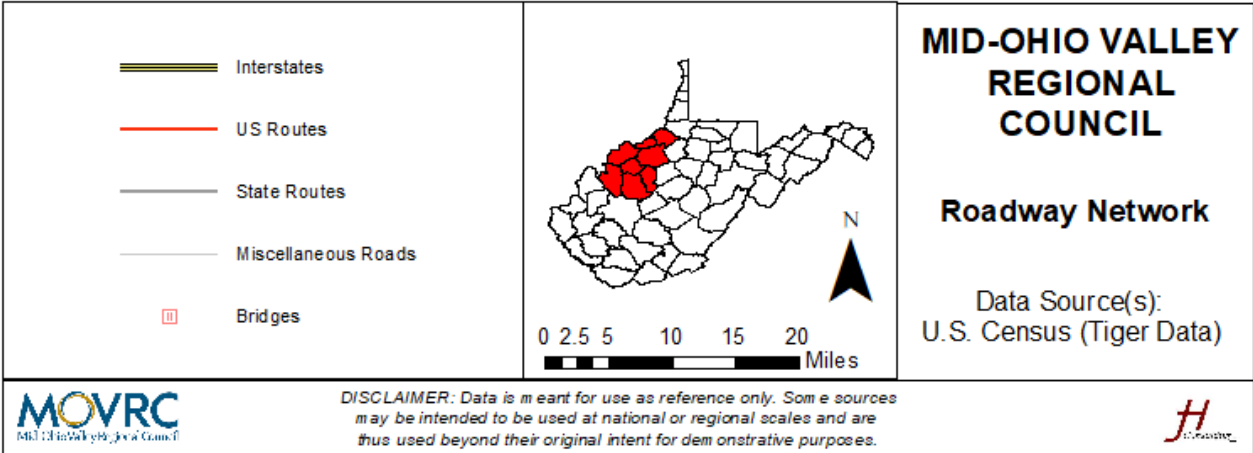 Interstates
US Routes
State Routes
Miscellaneous Roads
Bridges
N
0 2.5 5 10 15 20
Miles
MID-OHIO VALLEY
REGIONAL
COUNCIL
Roadway Network
Data Source(s):
U.S. Census (Tiger Data)
MOVRC
Mid-Ohio Valley Regional Council
DISCLAIMER: Data is meant for use as reference only. Some sources
may be intended to be used at national or regional scales and are
thus used beyond their original intent for demonstrative purposes.